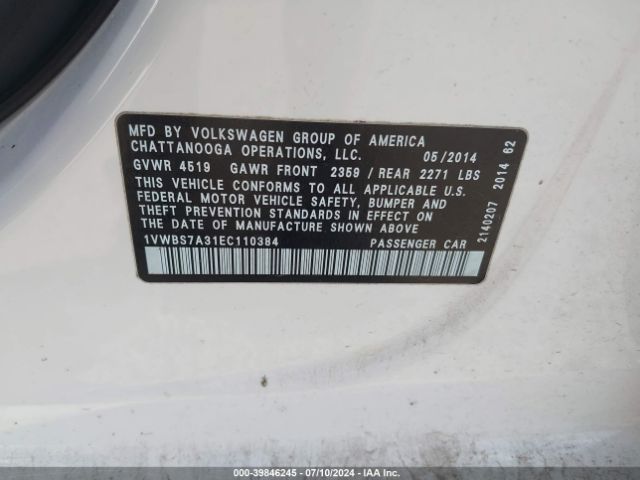 MFD BY VOLKSWAGEN GROUP OF AMERICA
CHATTANOOGA OPERATIONS, LLC. 05/2014
GVWR 4519 GAWR FRONT 2359 / REAR 2271 LBS
THIS VEHICLE CONFORMS TO ALL APPLICABLE U.S.
FEDERAL MOTOR VEHICLE SAFETY, BUMPER AND
THEFT PREVENTION STANDARDS IN EFFECT ON
THE DATE OF MANUFACTURE SHOWN ABOVE
1VWBS7A31EC110384 PASSENGER CAR
2140207 2014 62
000-39846245 - 07/10/2024 - IAA Inc.